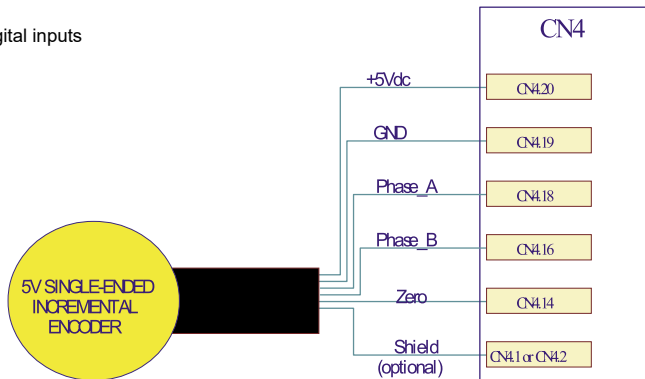 gital inputs
CN4
+5Vdc
CN4.20
GND
CN4.19
Phase_A
CN4.18
Phase_B
CN4.16
5V SINGLE-ENDED
INCREMENTAL
ENCODER
Zero
CN4.14
Shield
(optional)
CN4.1 or CN4.2